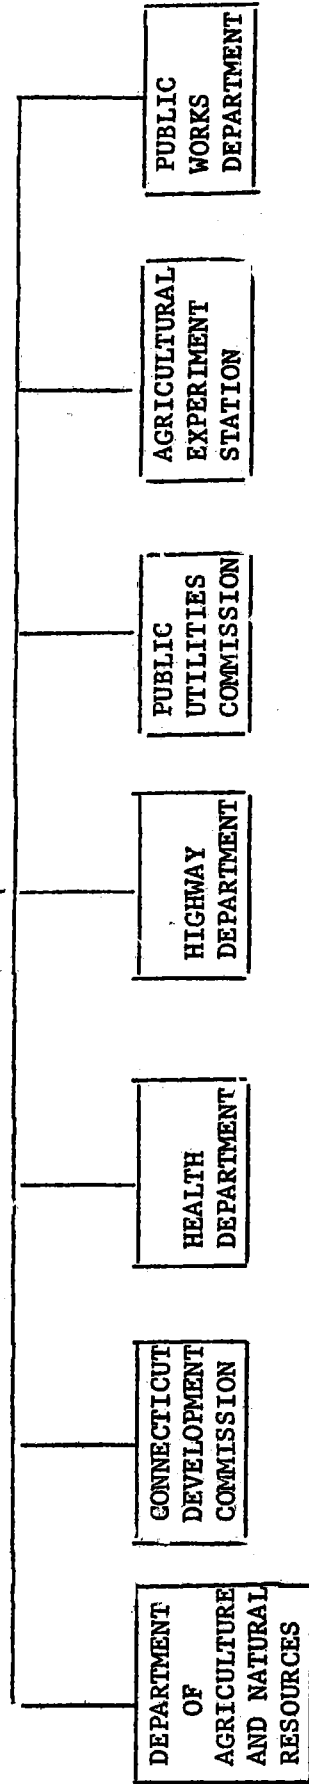 DEPARTMENT
OF
AGRICULTURE
AND NATURAL
RESOURCES
CONNECTICUT
DEVELOPMENT
COMMISSION
HEALTH
DEPARTMENT
HIGHWAY
DEPARTMENT
PUBLIC
UTILITIES
COMMISSION
AGRICULTURAL
EXPERIMENT
STATION
PUBLIC
WORKS
DEPARTMENT